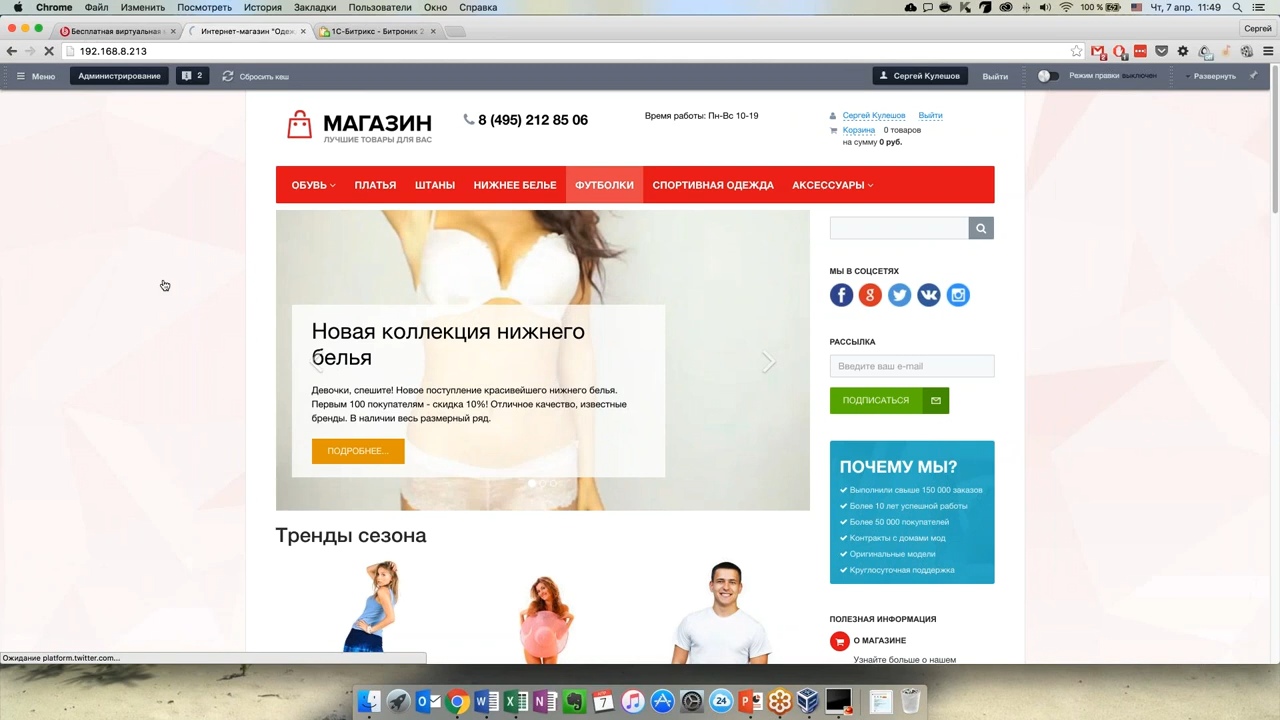 Chrome Файл Изменить Посмотреть История Закладки Пользователи Окно Справка
100 % Чт, 7 апр. 11:49
Бесплатная виртуальная
Интернет-магазин "Одеж
1С-Битрикс - Битроник 2
Сергей
192.168.8.213
Меню
Администрирование
2
Сбросить кеш
Сергей Кулешов
Выйти
Режим правки выключен
Развернуть
МАГАЗИН
ЛУЧШИЕ ТОВАРЫ ДЛЯ ВАС
8 (495) 212 85 06
Время работы: Пн-Вс 10-19
Сергей Кулешов Выйти
Корзина 0 товаров
на сумму 0 руб.
ОБУВЬ ПЛАТЬЯ ШТАНЫ НИЖНЕЕ БЕЛЬЕ ФУТБОЛКИ СПОРТИВНАЯ ОДЕЖДА АКСЕССУАРЫ
Новая коллекция нижнего
белья
Девочки, спешите! Новое поступление красивейшего нижнего белья.
Первым 100 покупателям - скидка 10%! Отличное качество, известные
бренды. В наличии весь размерный ряд.
ПОДРОБНЕЕ...
Тренды сезона
МЫ В СОЦСЕТЯХ
РАССЫЛКА
Введите ваш e-mail
ПОДПИСАТЬСЯ
ПОЧЕМУ МЫ?
Выполнили свыше 150 000 заказов
Более 10 лет успешной работы
Более 50 000 покупателей
Контракты с домами мод
Оригинальные модели
Круглосуточная поддержка
ПОЛЕЗНАЯ ИНФОРМАЦИЯ
О МАГАЗИНЕ
Узнайте больше о нашем
Ожидание platform.twitter.com...
7
24